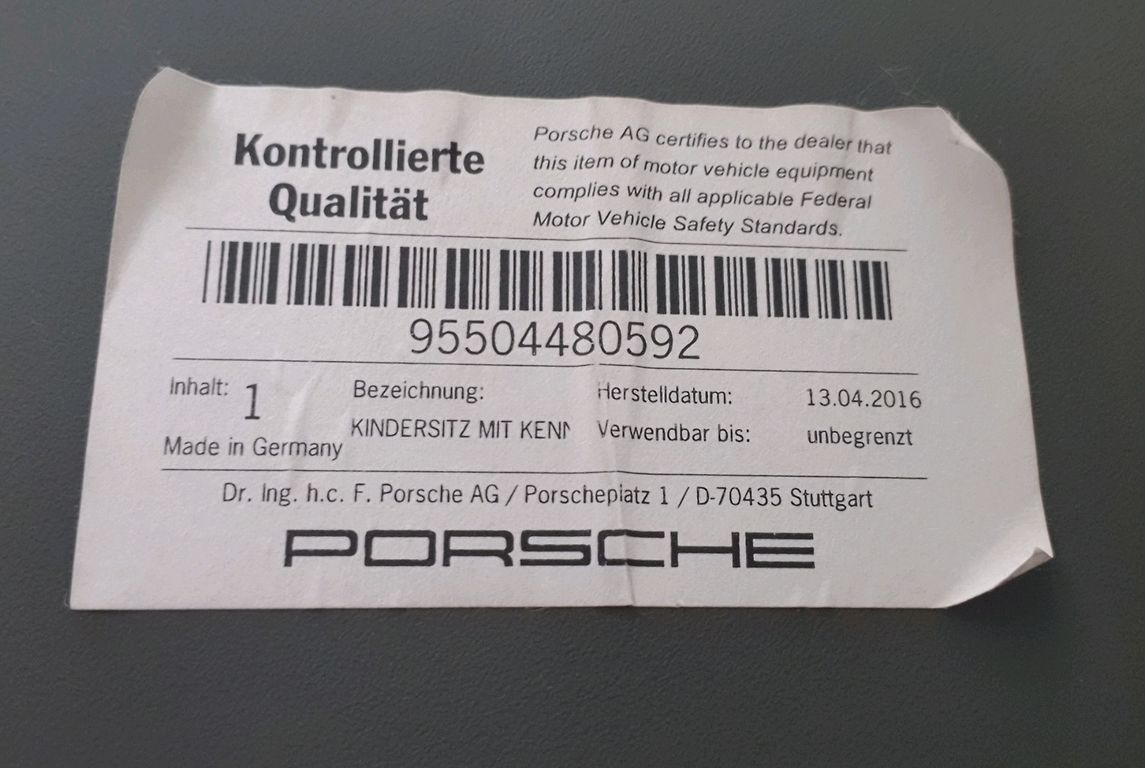 Kontrollierte
Qualität
Porsche AG certifies to the dealer that
this item of motor vehicle equipment
complies with all applicable Federal
Motor Vehicle Safety Standards.
95504480592
Inhalt: 1
Made in Germany
Bezeichnung:
KINDERSITZ MIT KENN
Herstelldatum: 13.04.2016
Verwendbar bis: unbegrenzt
Dr. Ing. h.c. F. Porsche AG / Porscheplatz 1 / D-70435 Stuttgart
PORSCHE